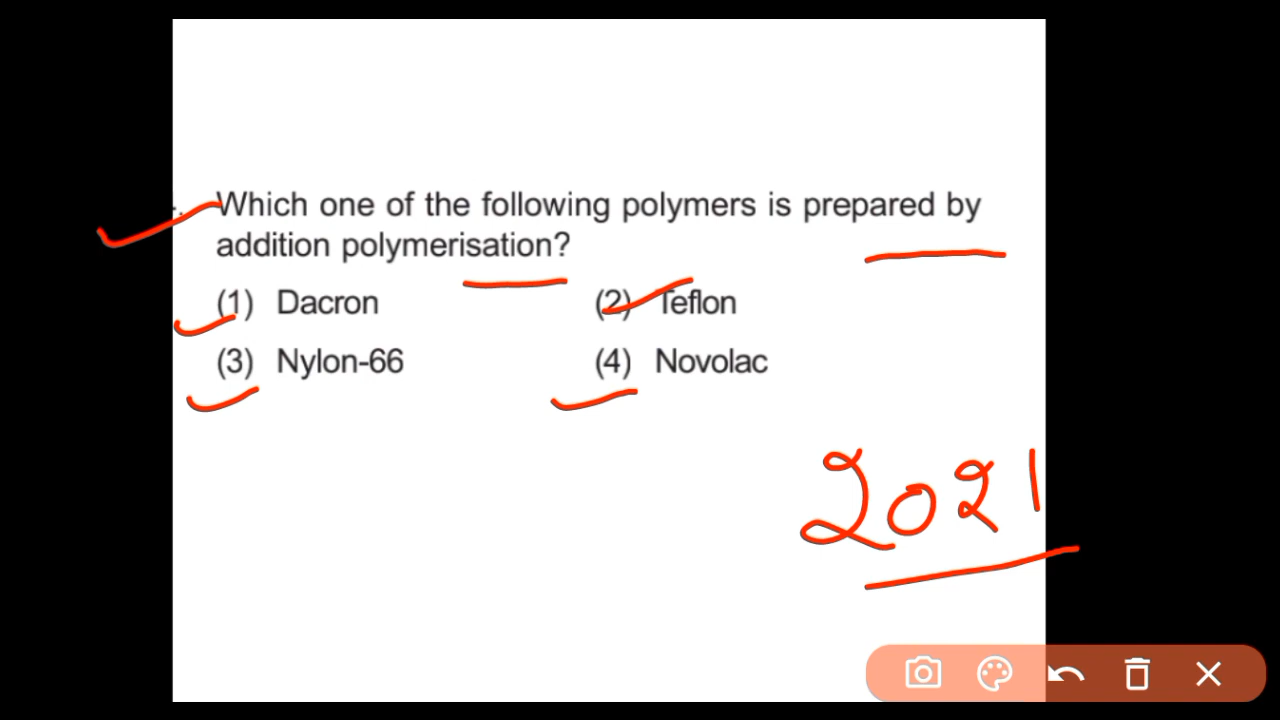 Which one of the following polymers is prepared by
addition polymerisation?
(1) Dacron (2) Teflon
(3) Nylon-66 (4) Novolac
2021